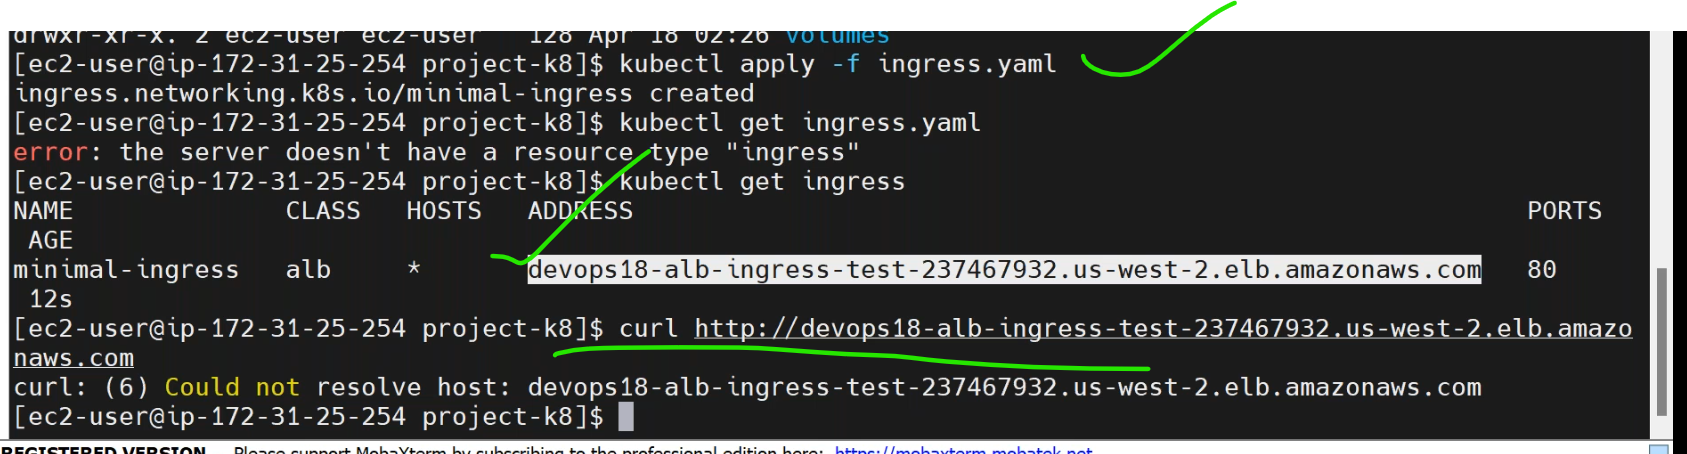 drwxr-xr-x. 2 ec2-user ec2-user   128 Apr 18 02:26 volumes
[ec2-user@ip-172-31-25-254 project-k8]$ kubectl apply -f ingress.yaml
ingress.networking.k8s.io/minimal-ingress created
[ec2-user@ip-172-31-25-254 project-k8]$ kubectl get ingress.yaml
error: the server doesn't have a resource type "ingress"
[ec2-user@ip-172-31-25-254 project-k8]$ kubectl get ingress
NAME              CLASS   HOSTS   ADDRESS                                                           PORTS
 AGE
minimal-ingress   alb     *       devops18-alb-ingress-test-237467932.us-west-2.elb.amazonaws.com   80
 12s
[ec2-user@ip-172-31-25-254 project-k8]$ curl http://devops18-alb-ingress-test-237467932.us-west-2.elb.amazo
naws.com
curl: (6) Could not resolve host: devops18-alb-ingress-test-237467932.us-west-2.elb.amazonaws.com
[ec2-user@ip-172-31-25-254 project-k8]$
REGISTERED VERSION - Please support MobaXterm by subscribing to the professional edition here: https://mobaxterm.mobatek.net